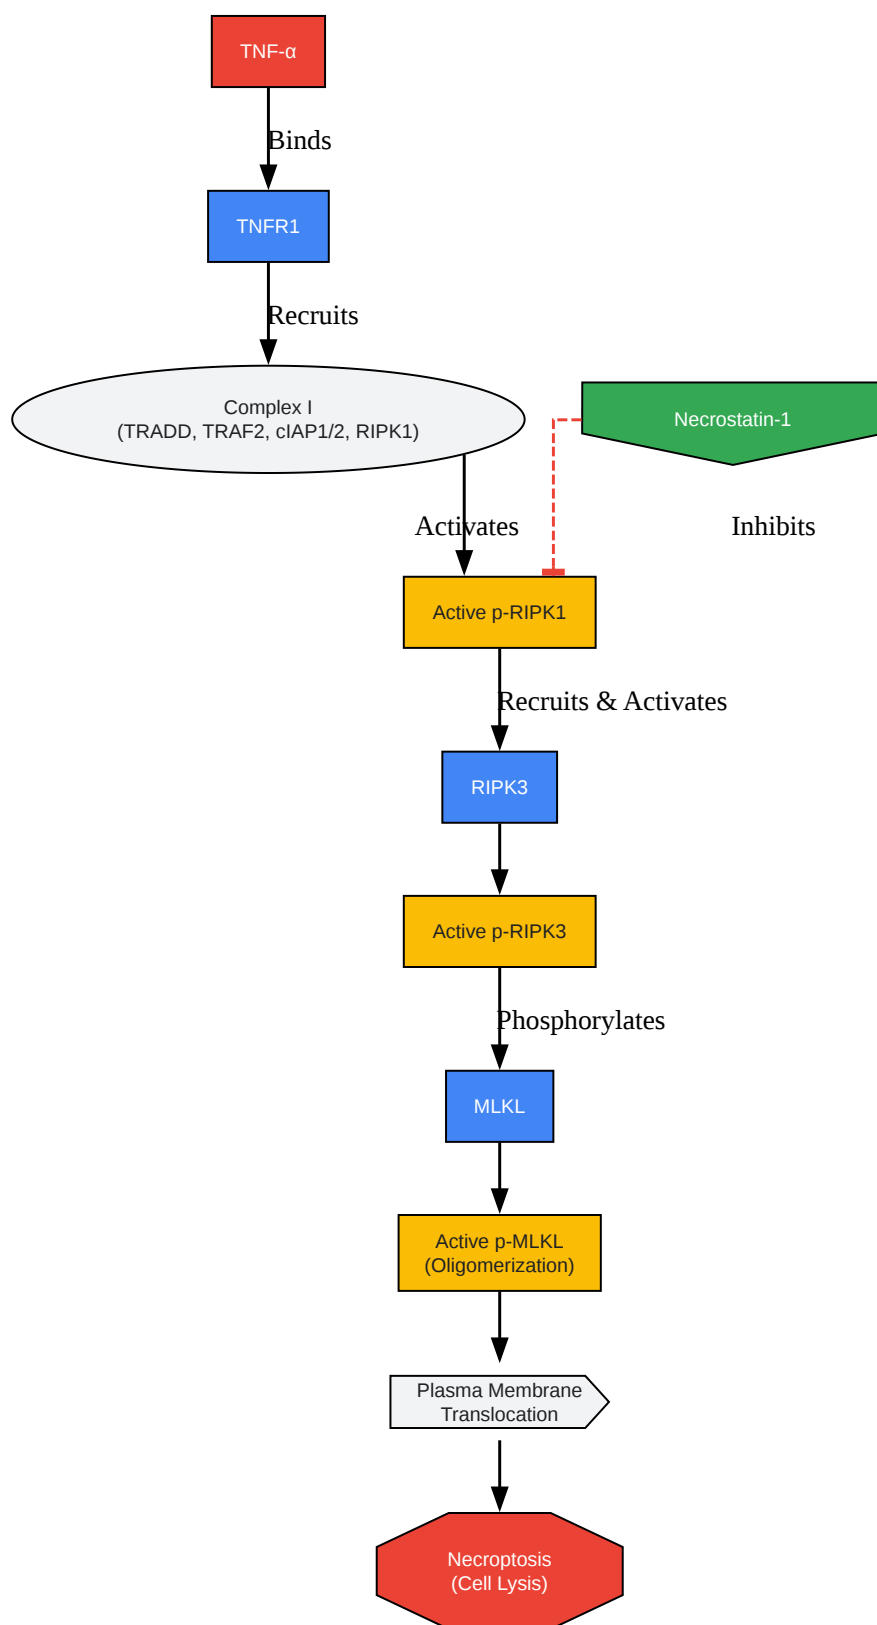 TNF-α
Binds
TNFR1
Recruits
Complex I
(TRADD, TRAF2, cIAP1/2, RIPK1)
Necrostatin-1
Activates
Inhibits
Active p-RIPK1
Recruits & Activates
RIPK3
Active p-RIPK3
Phosphorylates
MLKL
Active p-MLKL
(Oligomerization)
Plasma Membrane
Translocation
Necroptosis
(Cell Lysis)